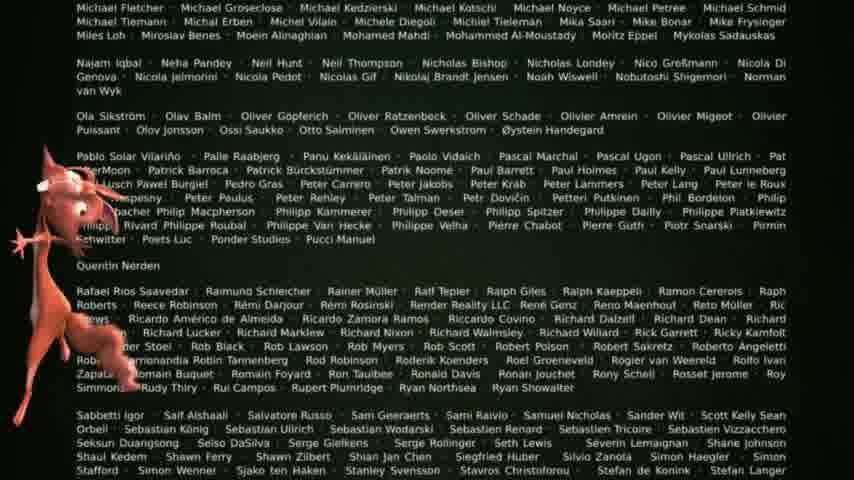 Michael Fletcher · Michael Groseclose · Michael Kedzierski · Michael Kotschi · Michael Noyce · Michael Petree · Michael Schmid
Michael Tiemann · Michal Erben · Michel Vilain · Michele Diegoli · Michiel Tieleman · Mika Saari · Mike Bonar · Mike Frysinger
Miles Loh · Miroslav Benes · Moein Alinaghian · Mohamed Mahdi · Mohammed Al-Moustady · Moritz Eppel · Mykolas Sadauskas
Najam Iqbal · Neha Pandey · Neil Hunt · Neil Thompson · Nicholas Bishop · Nicholas Londey · Nico Großmann · Nicola Di
Genova · Nicola Jelmorini · Nicola Pedot · Nicolas Gif · Nikolaj Brandt Jensen · Noah Wiswell · Nobutoshi Shigemori · Norman
van Wyk
Ola Sikström · Olav Balm · Oliver Göpferich · Oliver Ratzenbeck · Oliver Schade · Olivier Amrein · Olivier Migeot · Olivier
Puissant · Olov Jonsson · Ossi Saukko · Otto Salminen · Owen Swerkstrom · Øystein Handegard
Pablo Solar Vilariño · Palle Raabjerg · Panu Kekäläinen · Paolo Vidaich · Pascal Marchal · Pascal Ugon · Pascal Ullrich · Pat
Patrick Barroca · Patrick Bürckstümmer · Patrik Noome · Paul Barrett · Paul Holmes · Paul Kelly · Paul Lunneberg
Pawel Burgiel · Pedro Gras · Peter Carrero · Peter Jakobs · Peter Kráb · Peter Lammers · Peter Lang · Peter le Roux
Peter Paulus · Peter Rehley · Peter Talman · Petr Dovičin · Petteri Putkinen · Phil Bordelon · Philip
Philip Macpherson · Philipp Kammerer · Philipp Deser · Philipp Spitzer · Philippe Dailly · Philippe Piatkiewitz
Rivard Philippe Roubal · Philippe Van Hecke · Philippe Velha · Pierre Chabot · Pierre Guth · Piotr Snarski · Pirmin
Schwitter · Poets Luc · Ponder Studios · Pucci Manuel
Quentin Norden
Rafael Rios Saavedar · Raimund Schleicher · Rainer Müller · Ralf Tepler · Ralph Giles · Ralph Kaeppeli · Ramon Cererols · Raph
Roberts · Reece Robinson · Rémi Darjour · Rémi Rosinski · Render Reality LLC · René Genz · Reno Maenhout · Reto Müller · Ric
Ricardo Américo de Almeida · Ricardo Zamora Ramos · Riccardo Covino · Richard Dalzell · Richard Dean · Richard
Richard Lucker · Richard Marklew · Richard Nixon · Richard Walmsley · Richard Willard · Rick Garrett · Ricky Kamfoß
Stoel · Rob Black · Rob Lawson · Rob Myers · Rob Scott · Robert Polson · Robert Sakretz · Roberto Angeletti
Robin Tannenberg · Rod Robinson · Roderik Koenders · Roel Groeneveld · Rogier van Weereld · Rolfo Ivan
Romain Buquet · Romain Foyard · Ron Taulbee · Ronald Davis · Ronan Jouchet · Rony Schell · Rosset Jerome · Roy
Simmons · Rudy Thiry · Rui Campos · Rupert Plumridge · Ryan Northsea · Ryan Showalter
Sabbetti Igor · Saif Alshaali · Salvatore Russo · Sam Geeraerts · Sami Raivio · Samuel Nicholas · Sander Wit · Scott Kelly Sean
Orbell · Sebastian König · Sebastian Ullrich · Sebastian Wodarski · Sebastien Renard · Sebastien Tricoire · Sebastien Vizzacchero
Seksun Duangsong · Selso DaSilva · Serge Gielkens · Serge Rollinger · Seth Lewis · Séverin Lemaignan · Shane Johnson
Shaul Kedem · Shawn Ferry · Shawn Zilbert · Shian Jan Chen · Siegfried Huber · Silvio Zanola · Simon Haegler · Simon
Stafford · Simon Wenner · Sjako ten Haken · Stanley Svensson · Stavros Christoforou · Stefan de Konink · Stefan Langer